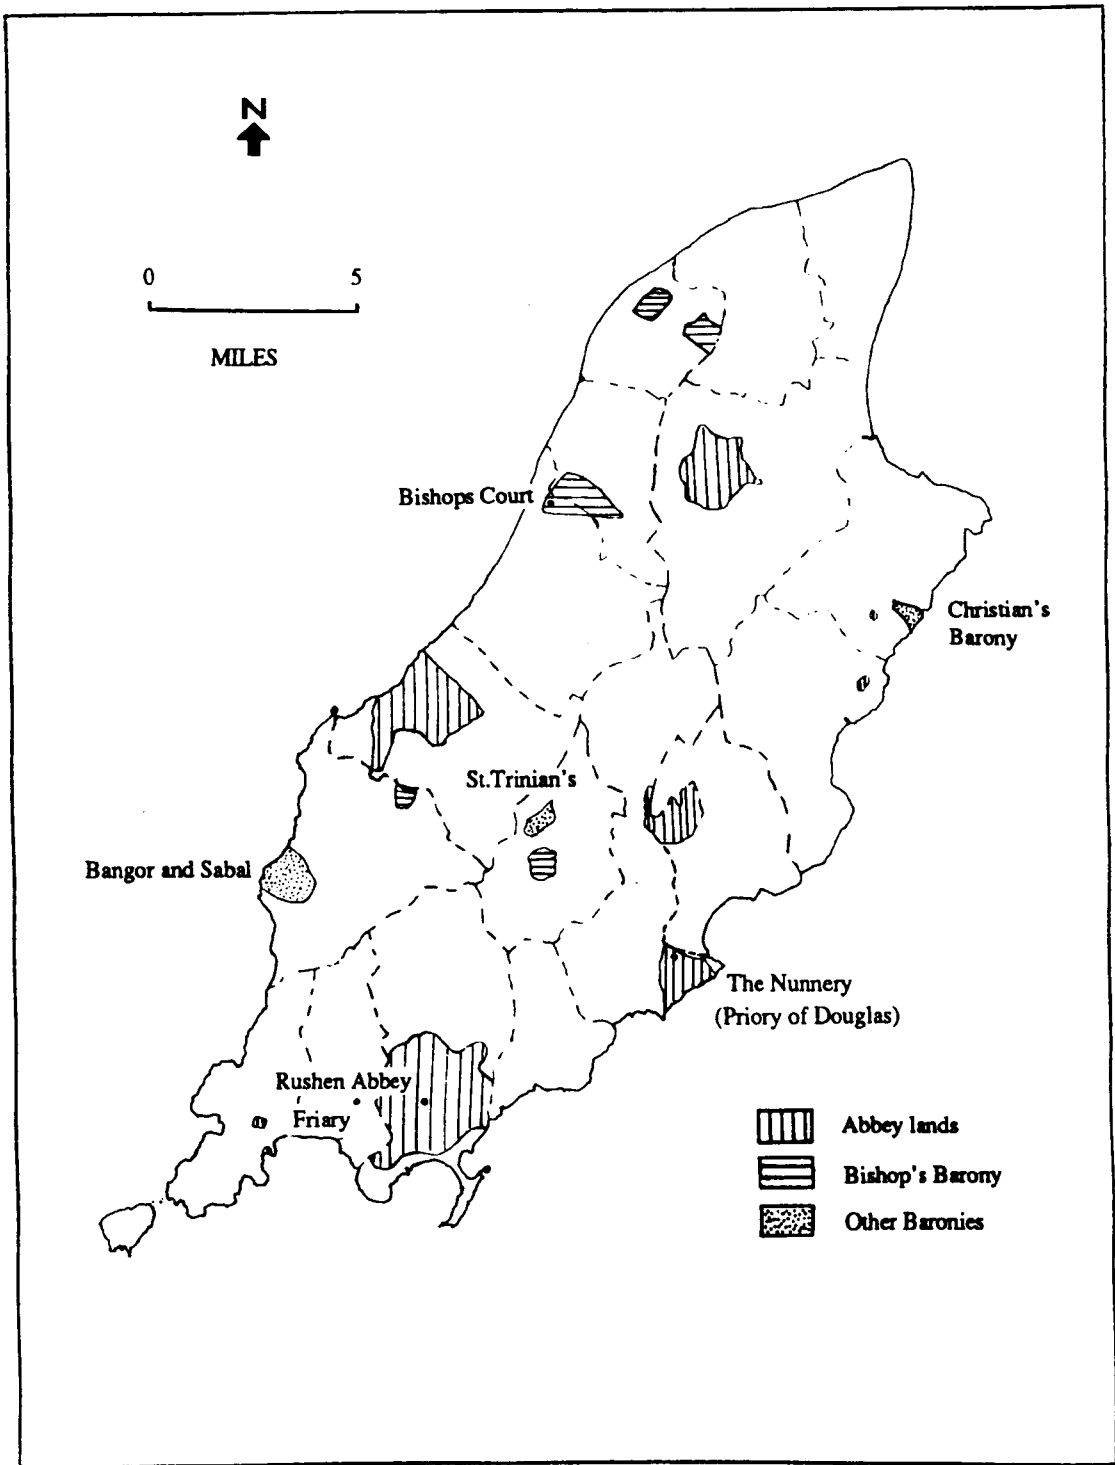 N
0 5
MILES
Bishops Court
Christian's
Barony
St.Trinian's
Bangor and Sabal
The Nunnery
(Priory of Douglas)
Rushen Abbey
Friary
Abbey lands
Bishop's Barony
Other Baronies